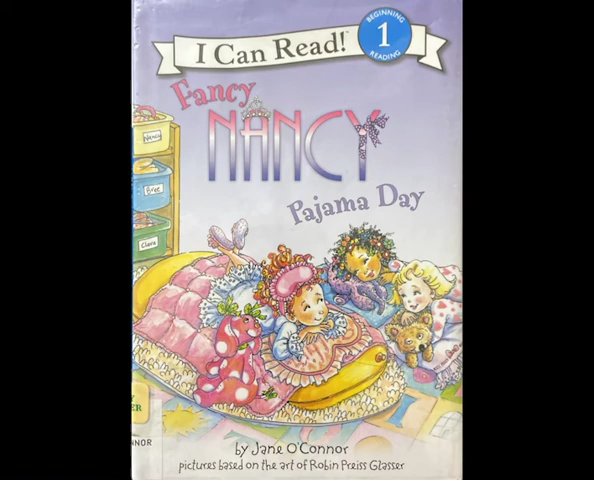 I Can Read!
BEGINNING
1
READING
Fancy
NANCY
Pajama Day
Nancy
Bree
Clara
by Jane O'Connor
pictures based on the art of Robin Preiss Glasser